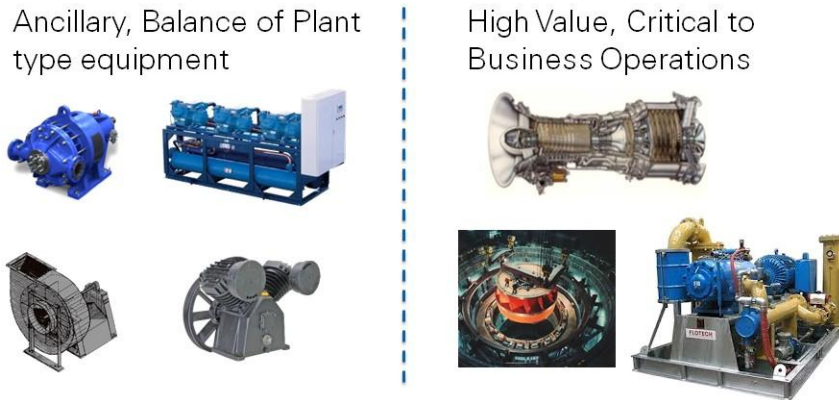 Ancillary, Balance of Plant
type equipment
High Value, Critical to
Business Operations
FLOTECH